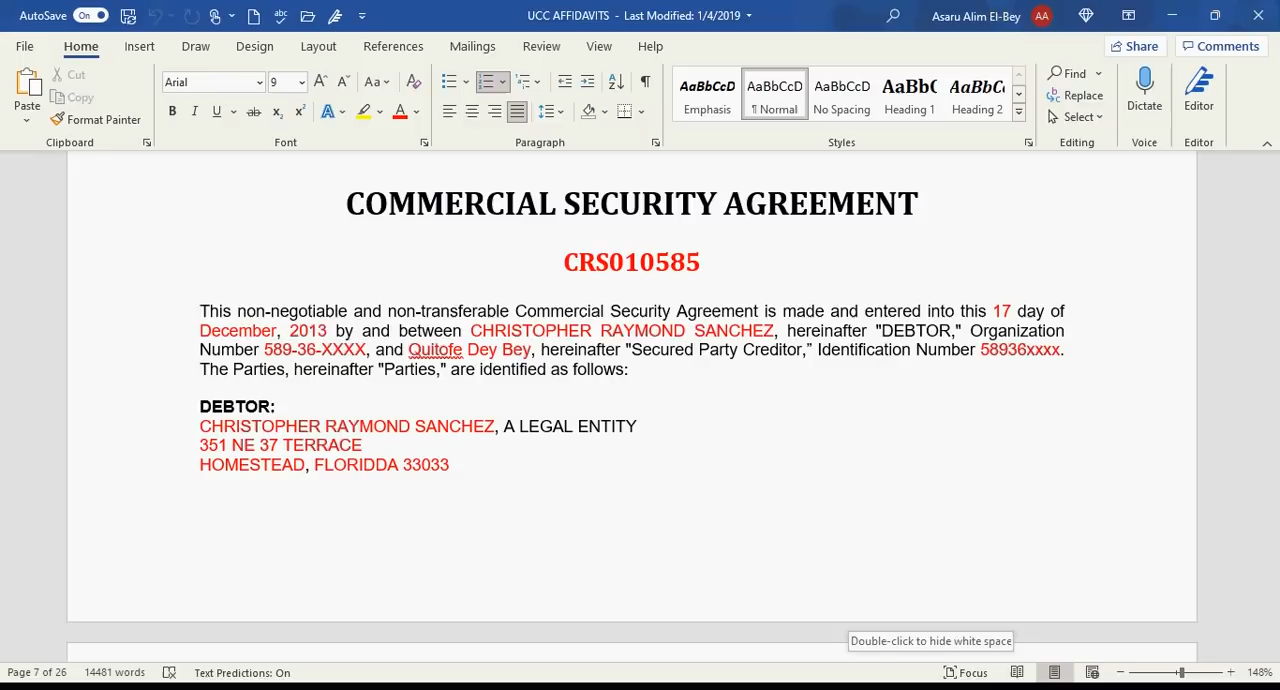 AutoSave On UCC AFFIDAVITS - Last Modified: 1/4/2019 Asaru Alim El-Bey AA
File Home Insert Draw Design Layout References Mailings Review View Help Share Comments
Paste Cut Copy Format Painter
Arial 9 A A Aa A
B I U ab x₂ x² A A
AaBbCcD AaBbCcD AaBbCcD AaBb( AaBbC
Emphasis ¶ Normal No Spacing Heading 1 Heading 2
Find Replace Select
Dictate Editor
Clipboard Font Paragraph Styles Editing Voice Editor
COMMERCIAL SECURITY AGREEMENT
CRS010585
This non-negotiable and non-transferable Commercial Security Agreement is made and entered into this 17 day of
December, 2013 by and between CHRISTOPHER RAYMOND SANCHEZ, hereinafter "DEBTOR," Organization
Number 589-36-XXXX, and Quitofe Dey Bey, hereinafter "Secured Party Creditor,” Identification Number 58936xxxx.
The Parties, hereinafter "Parties," are identified as follows:
DEBTOR:
CHRISTOPHER RAYMOND SANCHEZ, A LEGAL ENTITY
351 NE 37 TERRACE
HOMESTEAD, FLORIDDA 33033
Double-click to hide white space
Page 7 of 26 14481 words Text Predictions: On Focus 148%